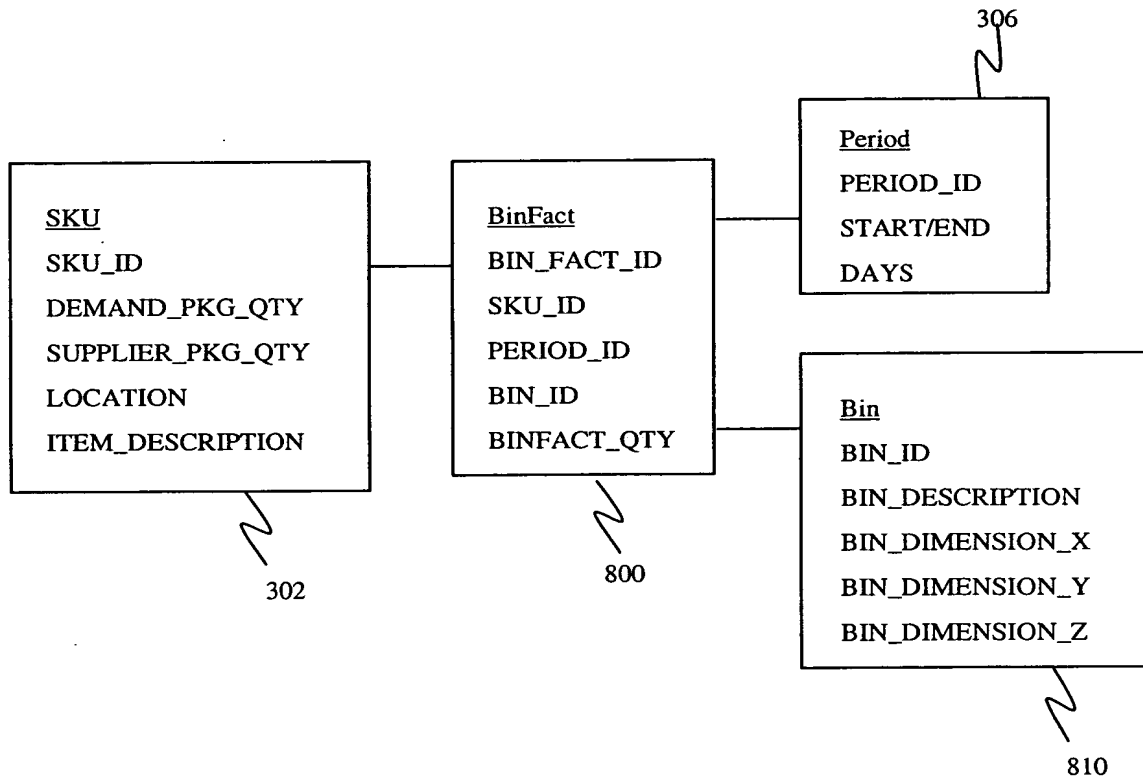 306
Period
PERIOD_ID
START/END
DAYS
SKU
SKU_ID
DEMAND_PKG_QTY
SUPPLIER_PKG_QTY
LOCATION
ITEM_DESCRIPTION
302
BinFact
BIN_FACT_ID
SKU_ID
PERIOD_ID
BIN_ID
BINFACT_QTY
800
Bin
BIN_ID
BIN_DESCRIPTION
BIN_DIMENSION_X
BIN_DIMENSION_Y
BIN_DIMENSION_Z
810